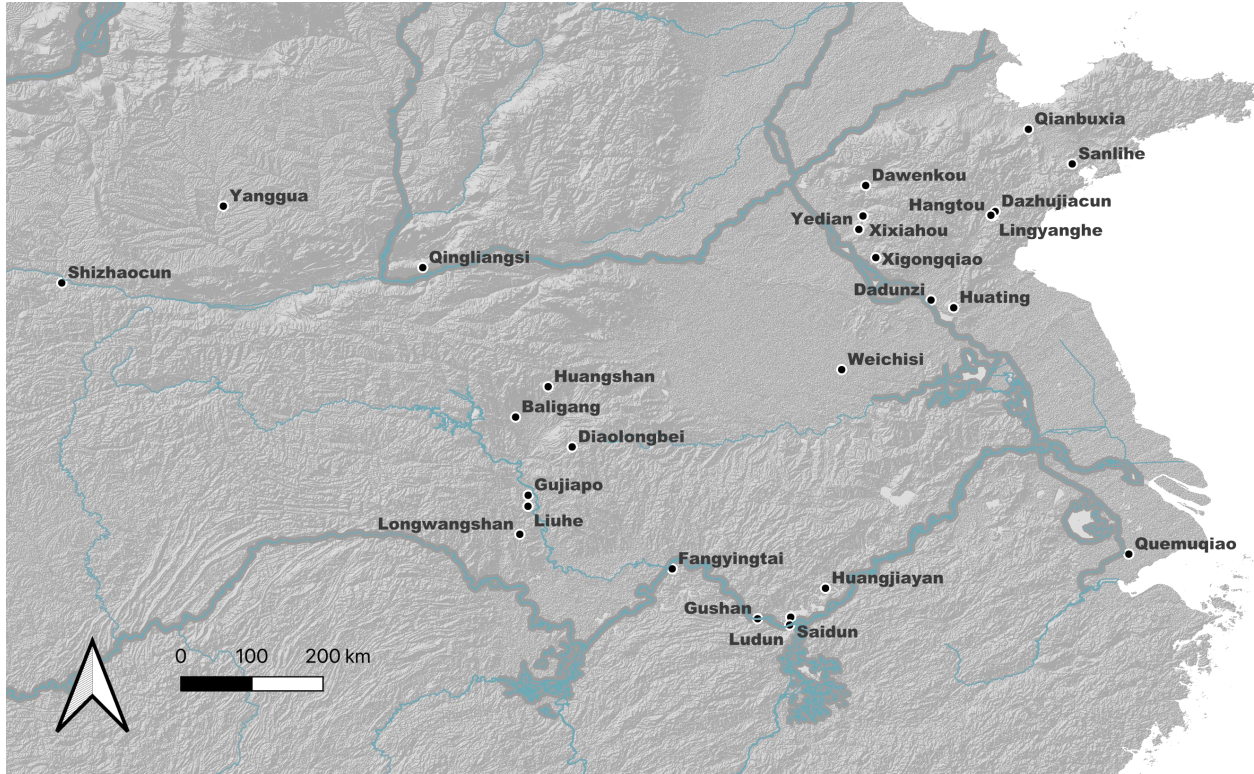 Qianbuxia
Sanlihe
Dawenkou
Yanggua
Hangtou
Dazhujiacun
Yedian
Xixiahou
Lingyanghe
Qingliangsi
Xigongqiao
Shizhaocun
Dadunzi
Huating
Weichisi
Huangshan
Baligang
Diaolongbei
Gujiapo
Liuhe
Longwangshan
Quemuqiao
Fangyingtai
Huangjiayan
Gushan
Ludun
Saidun
0 100 200 km